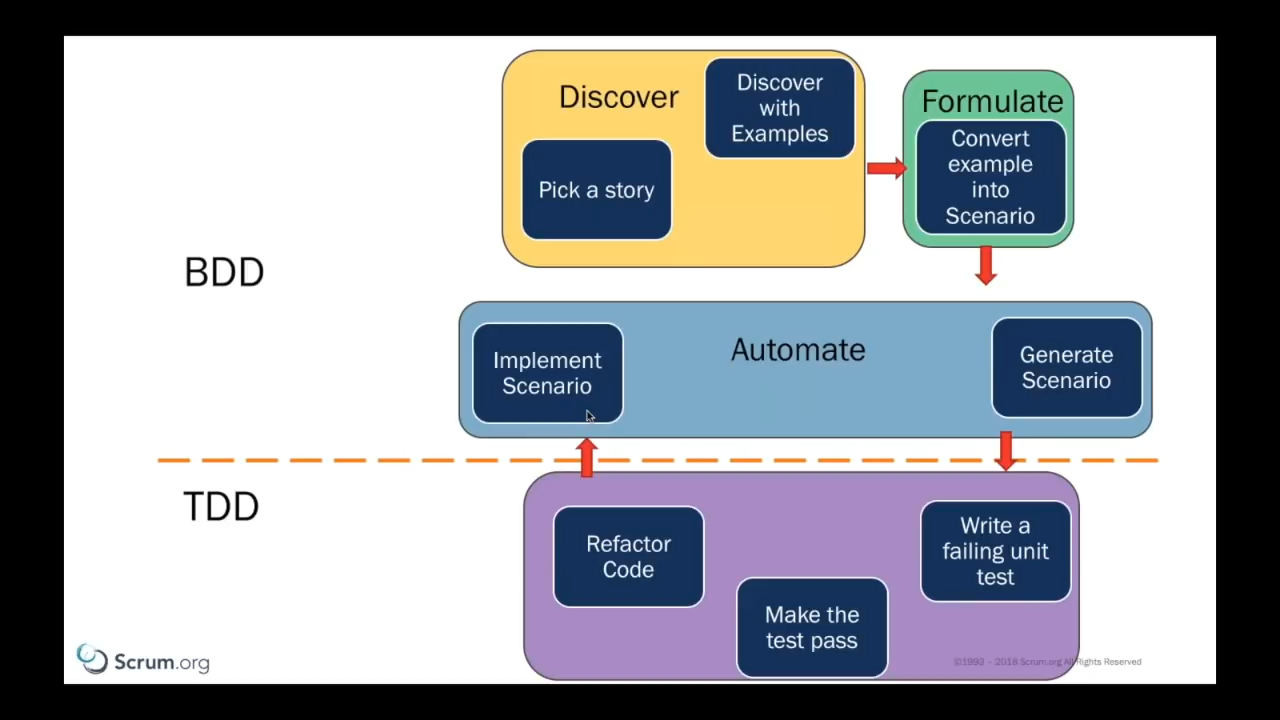 Discover
Discover
with
Examples
Pick a story
Formulate
Convert
example
into
Scenario
BDD
Implement
Scenario
Automate
Generate
Scenario
TDD
Refactor
Code
Make the
test pass
Write a
failing unit
test
Scrum.org
©1993 – 2018 Scrum.org All Rights Reserved